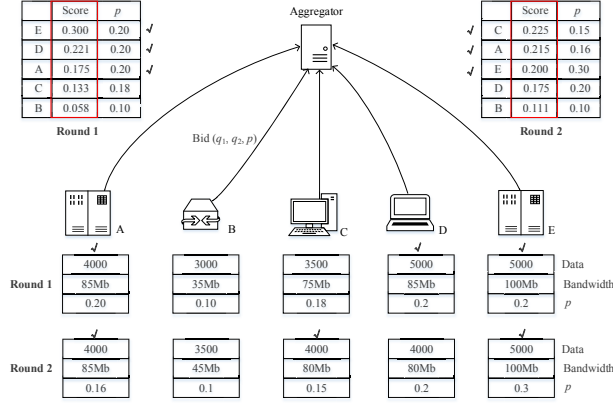 Score p
E 0.300 0.20 √
D 0.221 0.20 √
A 0.175 0.20 √
C 0.133 0.18
B 0.058 0.10
Round 1
Aggregator
Score p
√ C 0.225 0.15
√ A 0.215 0.16
√ E 0.200 0.30
D 0.175 0.20
B 0.111 0.10
Round 2
Bid (q₁, q₂, p)
A B C D E
√ √ √
4000 3000 3500 5000 5000 Data
Round 1 85Mb 35Mb 75Mb 85Mb 100Mb Bandwidth
0.20 0.10 0.18 0.2 0.2 p
√ √ √
4000 3500 4000 4000 5000 Data
Round 2 85Mb 45Mb 80Mb 80Mb 100Mb Bandwidth
0.16 0.1 0.15 0.2 0.3 p